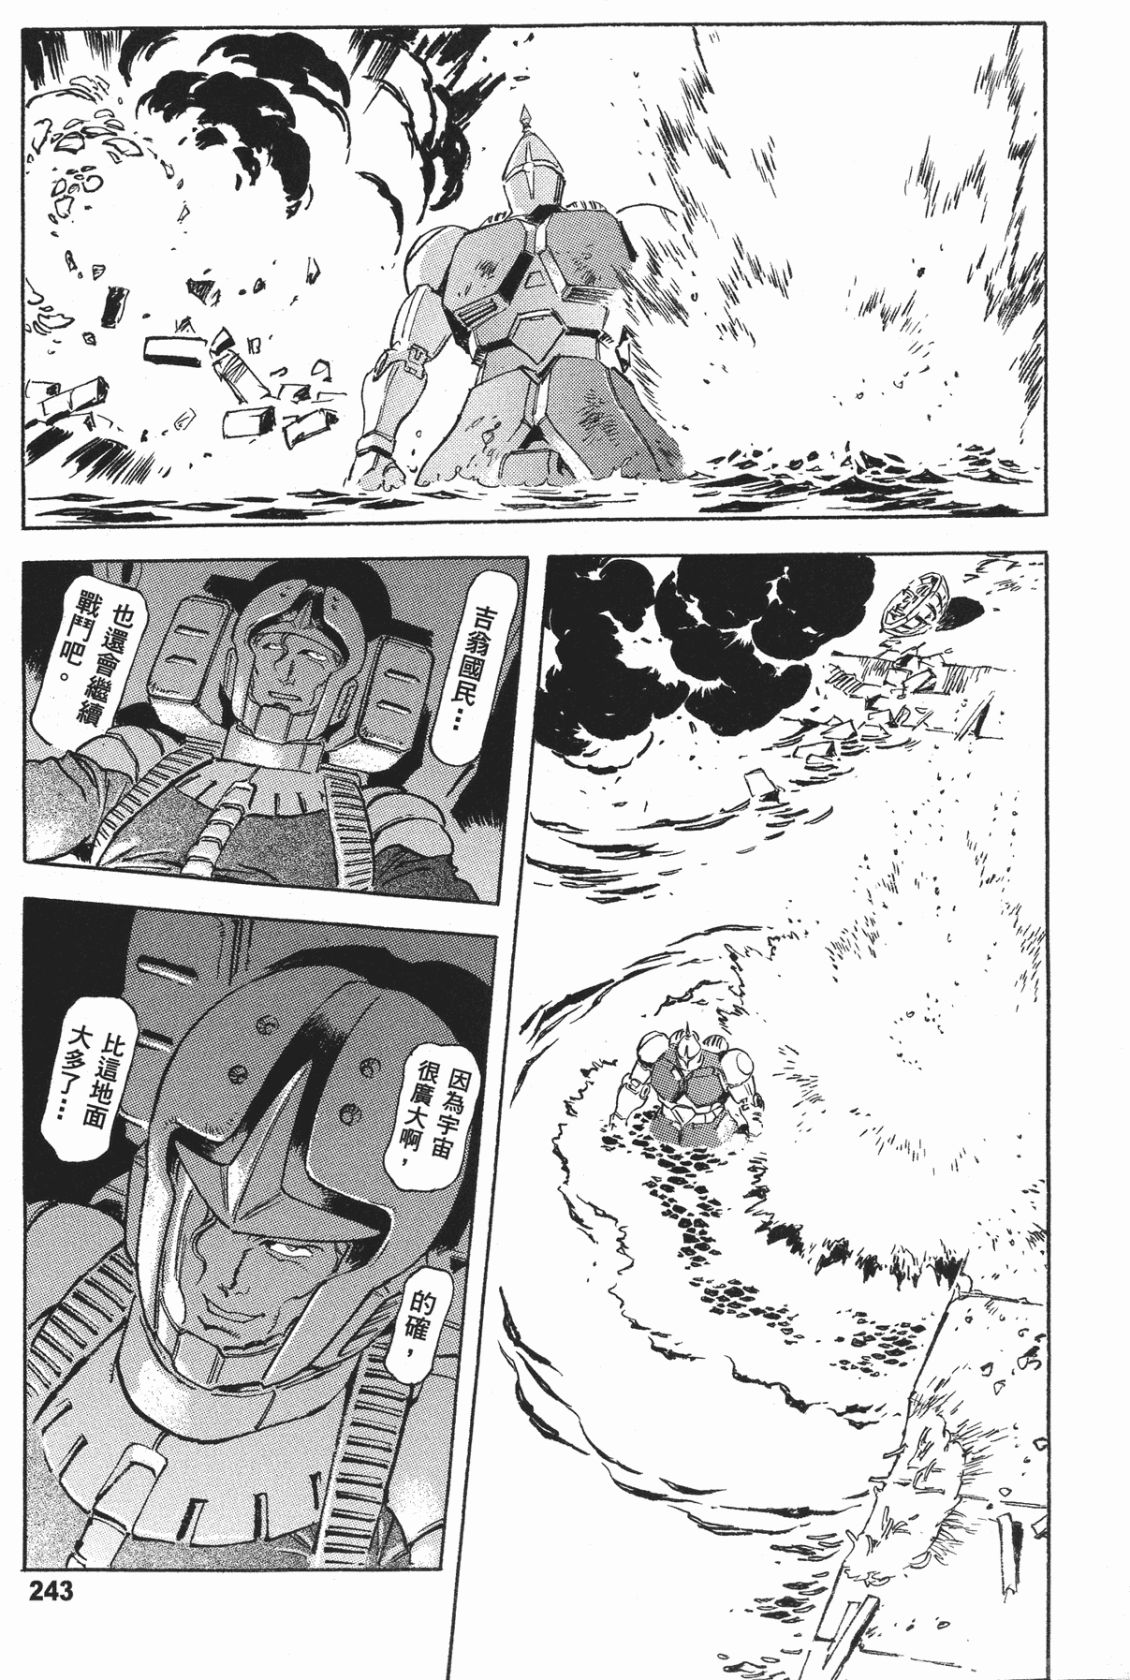 吉翁國民…
也還會繼續
戰鬥吧。
因為宇宙
很廣大啊，
的確，
比這地面
大多了…
243